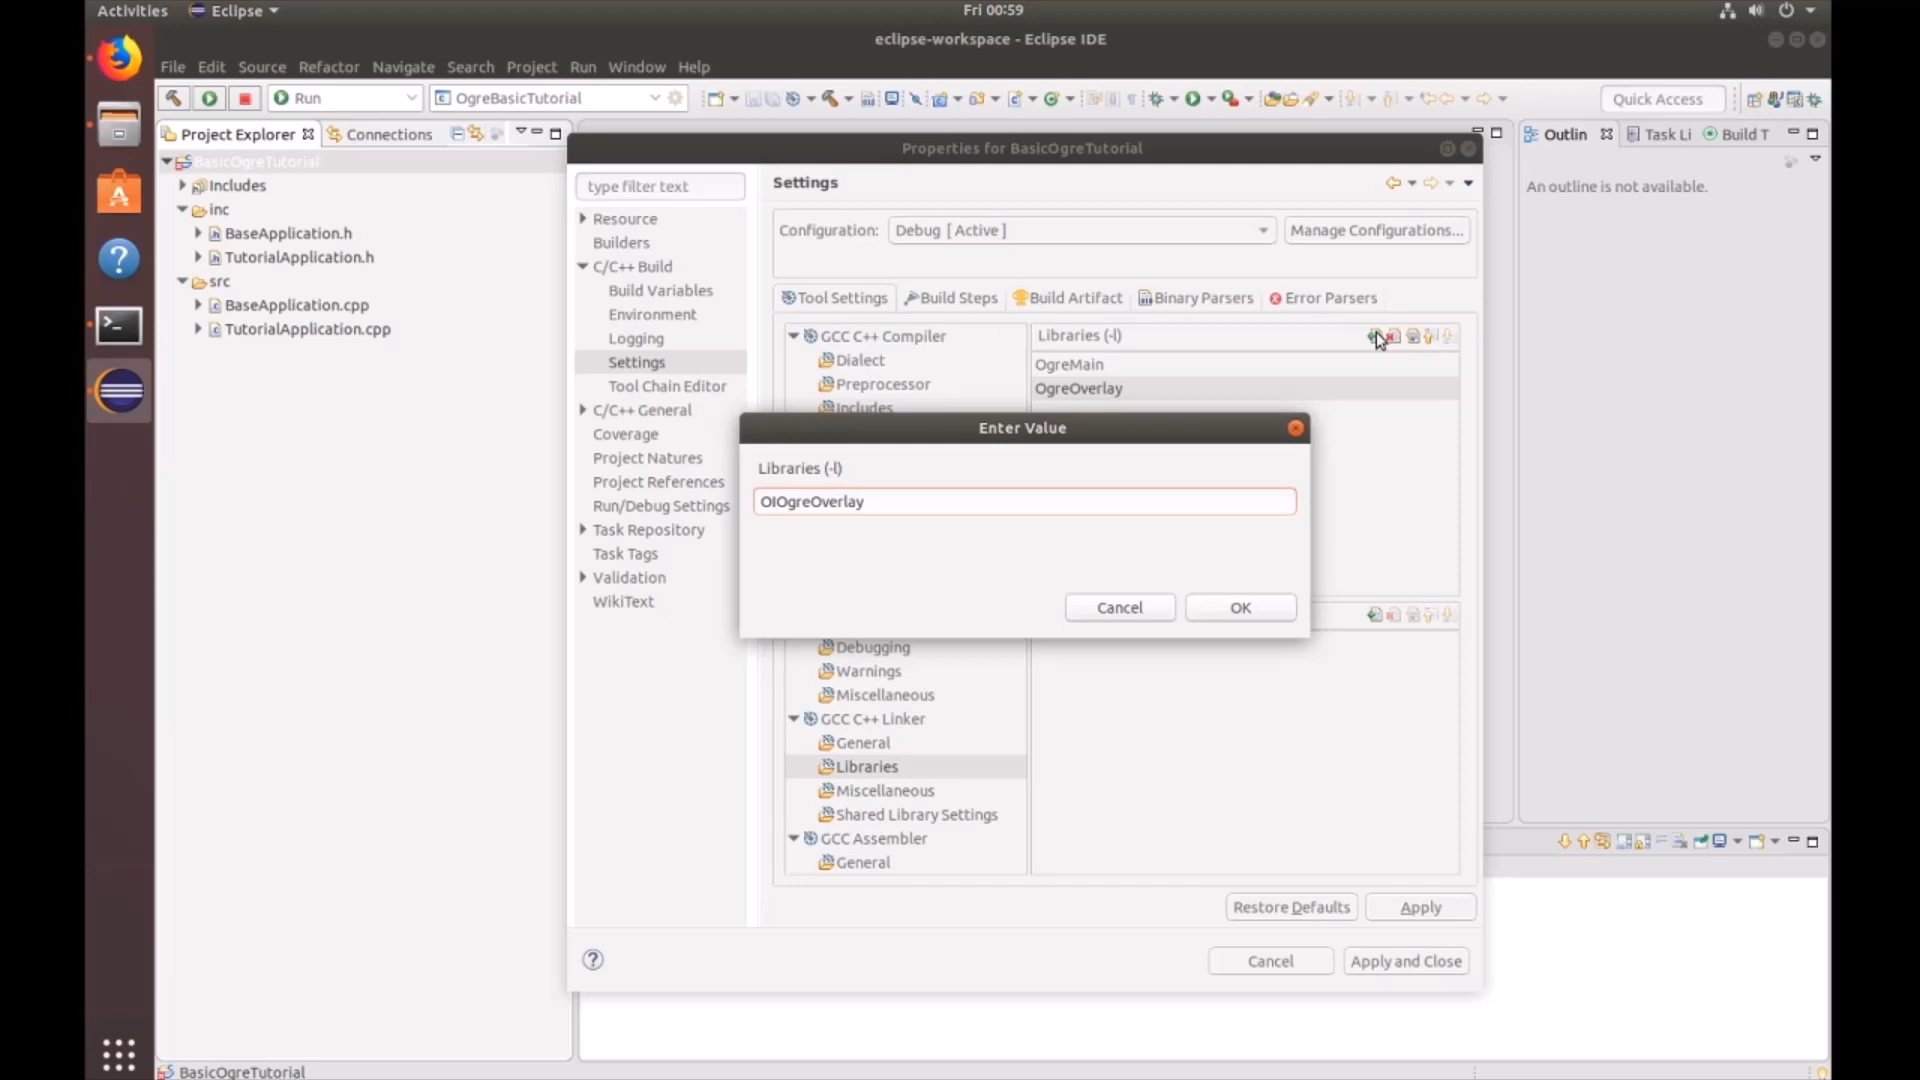 Activities Eclipse Fri 00:59
eclipse-workspace - Eclipse IDE
File Edit Source Refactor Navigate Search Project Run Window Help
Run OgreBasicTutorial Quick Access
Project Explorer Connections Outlin Task Li Build T
BasicOgreTutorial
Includes
inc
BaseApplication.h
TutorialApplication.h
src
BaseApplication.cpp
TutorialApplication.cpp
An outline is not available.
Properties for BasicOgreTutorial
type filter text
Resource
Builders
C/C++ Build
Build Variables
Environment
Logging
Settings
Tool Chain Editor
C/C++ General
Coverage
Project Natures
Project References
Run/Debug Settings
Task Repository
Task Tags
Validation
WikiText
Settings
Configuration: Debug [ Active ] Manage Configurations...
Tool Settings Build Steps Build Artifact Binary Parsers Error Parsers
GCC C++ Compiler
Dialect
Preprocessor
Includes
Libraries (-l)
OgreMain
OgreOverlay
Enter Value
Libraries (-l)
OIOgreOverlay
Cancel OK
Debugging
Warnings
Miscellaneous
GCC C++ Linker
General
Libraries
Miscellaneous
Shared Library Settings
GCC Assembler
General
Restore Defaults Apply
Cancel Apply and Close
BasicOgreTutorial